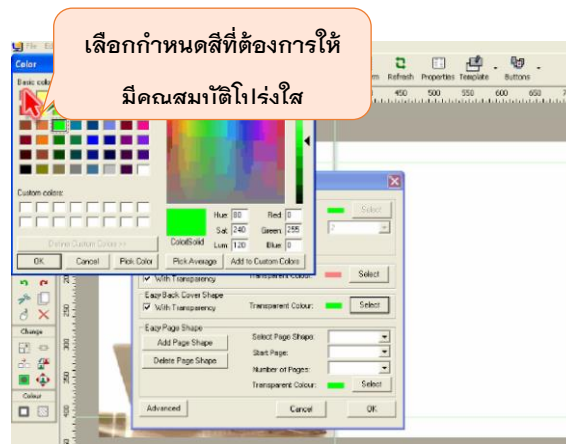 เลือกกำหนดสีที่ต้องการให้
มีคุณสมบัติโปร่งใส
File
Color
Refresh Properties Template Buttons
450 500 550 600 650
Custom colors:
Define Custom Colors >>
Color|Solid
Hue: 80 Red: 0
Sat: 240 Green: 255
Lum: 120 Blue: 0
OK Cancel Pick Color Pick Average Add to Custom Colors
Select
2
With Transparency Transparent Colour: Select
Easy Back Cover Shape
With Transparency Transparent Colour: Select
Easy Page Shape
Add Page Shape Select Page Shape:
Start Page:
Delete Page Shape
Number of Pages:
Transparent Colour: Select
Advanced Cancel OK
Change
Colour